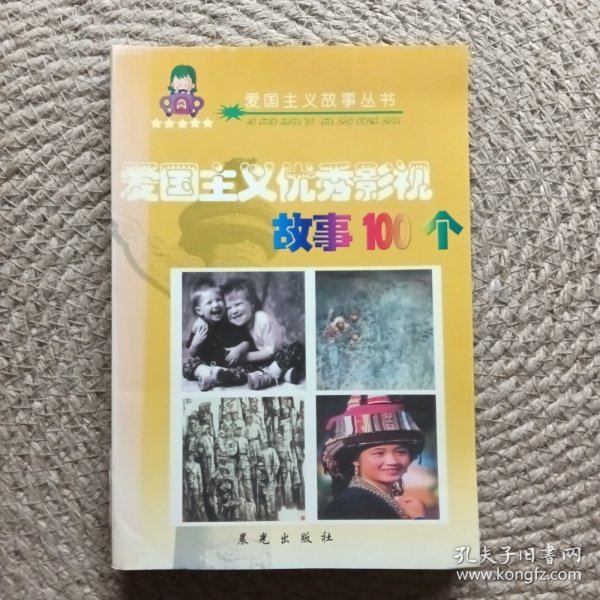 爱国主义故事丛书
AI GUO ZHU YI GU SHI CONG SHU
爱国主义优秀影视
故事100个
晨光出版社
孔夫子旧书网
www.kongfz.com